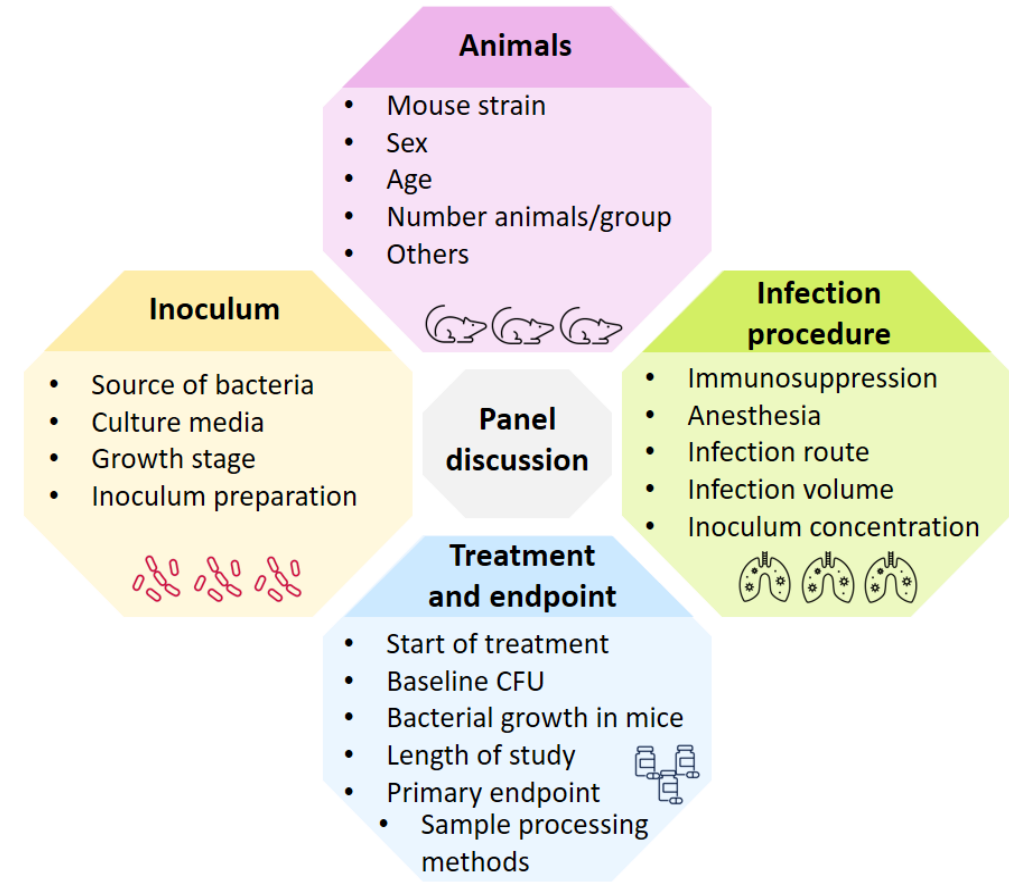 Animals
• Mouse strain
• Sex
• Age
• Number animals/group
• Others
Inoculum
• Source of bacteria
• Culture media
• Growth stage
• Inoculum preparation
Panel
discussion
Infection
procedure
• Immunosuppression
• Anesthesia
• Infection route
• Infection volume
• Inoculum concentration
Treatment
and endpoint
• Start of treatment
• Baseline CFU
• Bacterial growth in mice
• Length of study
• Primary endpoint
• Sample processing
methods